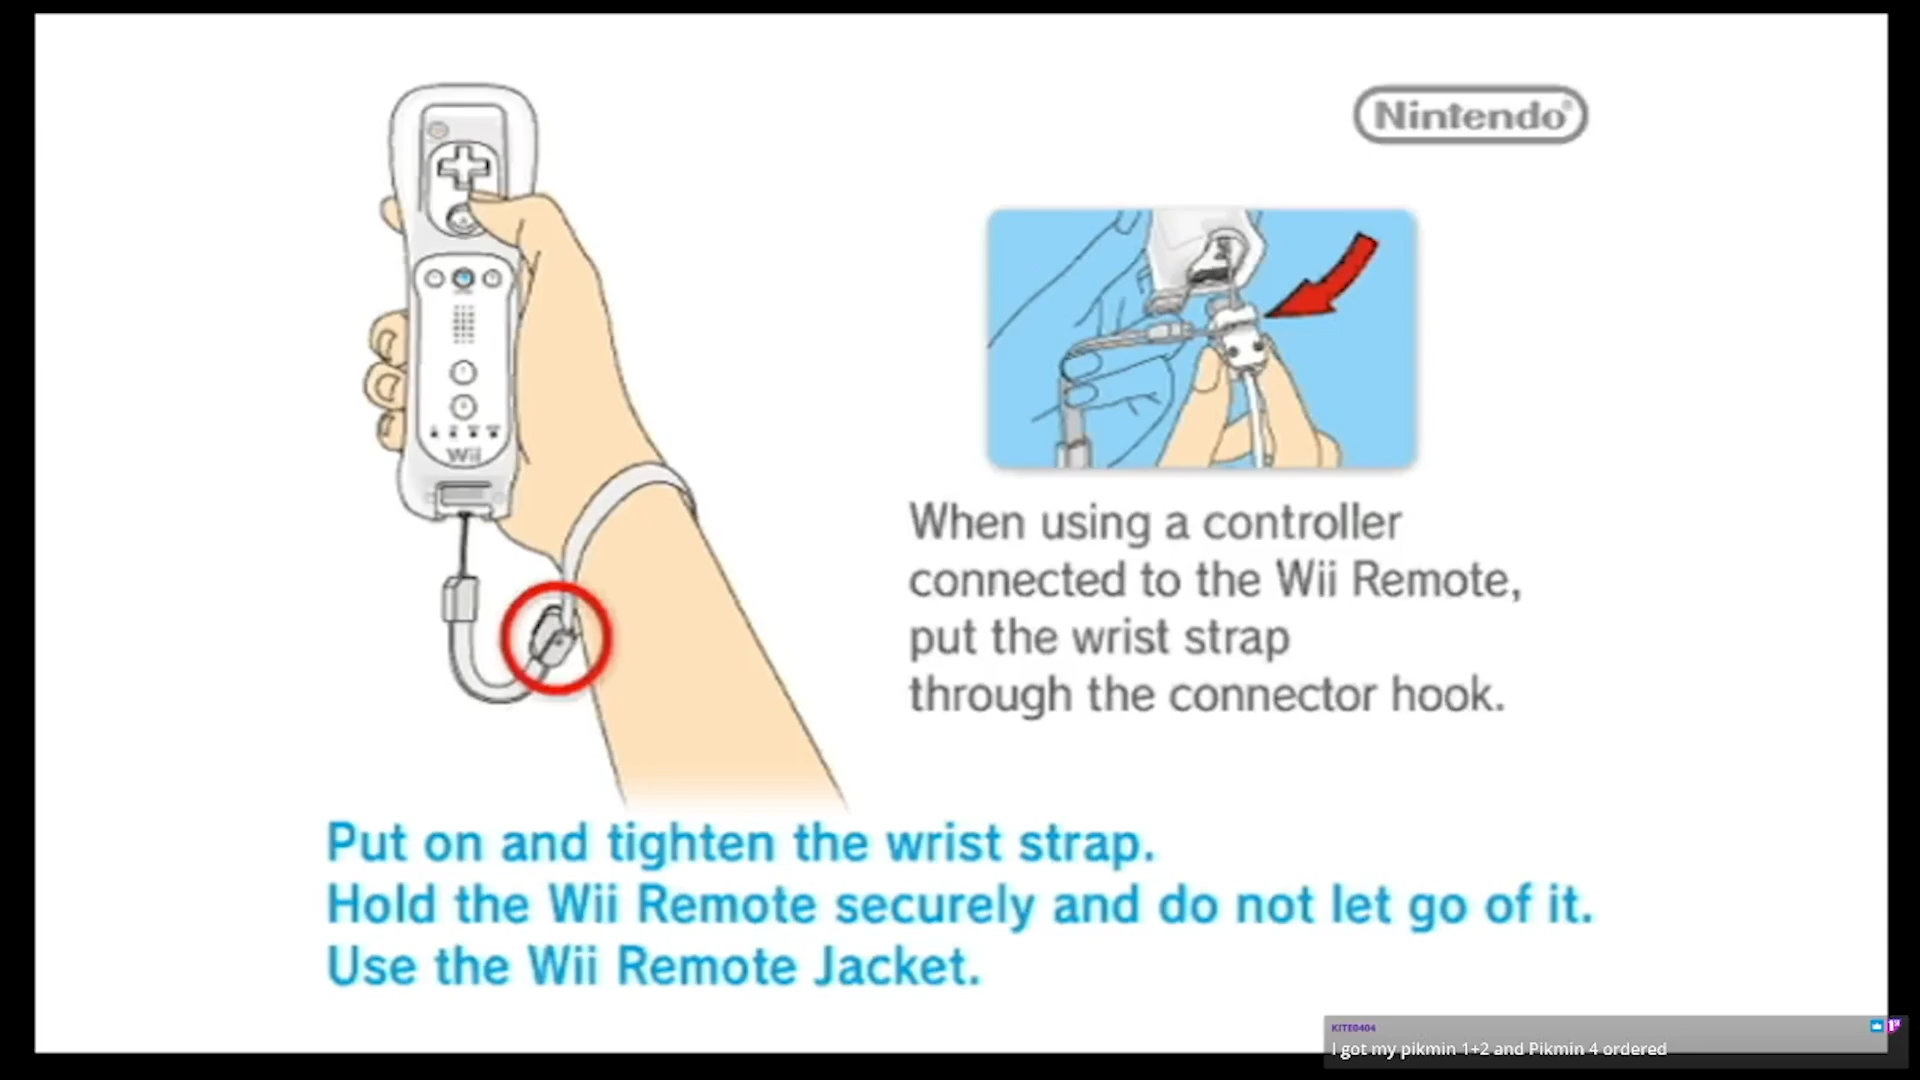 Nintendo®
Wii
When using a controller
connected to the Wii Remote,
put the wrist strap
through the connector hook.
Put on and tighten the wrist strap.
Hold the Wii Remote securely and do not let go of it.
Use the Wii Remote Jacket.
KITE0404
I got my pikmin 1+2 and Pikmin 4 ordered